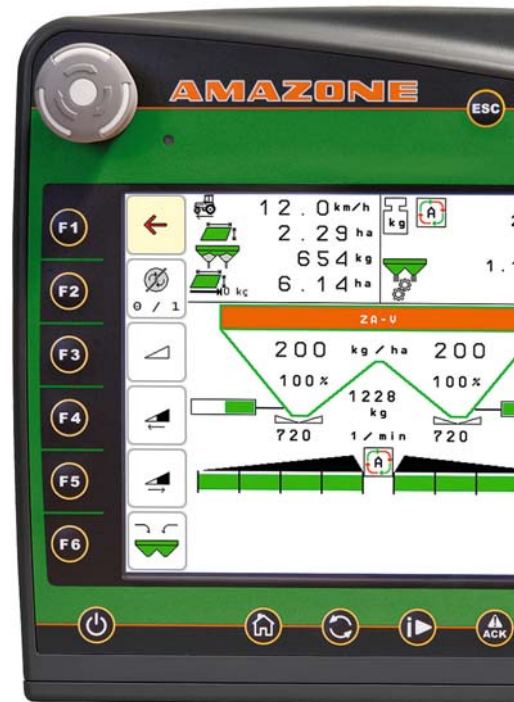 AMAZONE
ESC
F1
F2
F3
F4
F5
F6
0 / 1
12.0 km/h
2.29 ha
654 kg
6.14 ha
kg
A
ZA-V
200 kg/ha 200
100% 100%
1228
kg
720 1/min 720
A
i
ACK